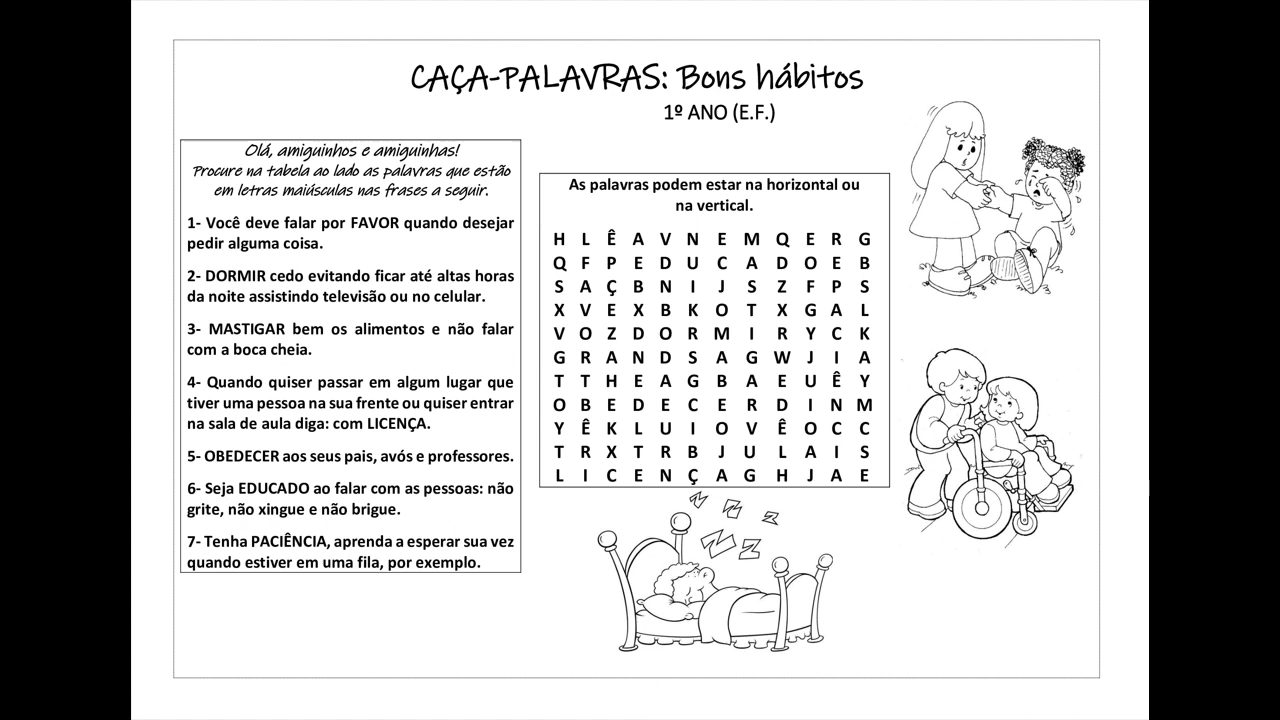 CAÇA-PALAVRAS: Bons hábitos
1º ANO (E.F.)
Olá, amiguinhos e amiguinhas!
Procure na tabela ao lado as palavras que estão
em letras maiúsculas nas frases a seguir.
1- Você deve falar por FAVOR quando desejar
pedir alguma coisa.
2- DORMIR cedo evitando ficar até altas horas
da noite assistindo televisão ou no celular.
3- MASTIGAR bem os alimentos e não falar
com a boca cheia.
4- Quando quiser passar em algum lugar que
tiver uma pessoa na sua frente ou quiser entrar
na sala de aula diga: com LICENÇA.
5- OBEDECER aos seus pais, avós e professores.
6- Seja EDUCADO ao falar com as pessoas: não
grite, não xingue e não brigue.
7- Tenha PACIÊNCIA, aprenda a esperar sua vez
quando estiver em uma fila, por exemplo.
As palavras podem estar na horizontal ou
na vertical.
H L Ê A V N E M Q E R G
Q F P E D U C A D O E B
S A Ç B N I J S Z F P S
X V E X B K O T X G A L
V O Z D O R M I R Y C K
G R A N D S A G W J I A
T T H E A G B A E U Ê Y
O B E D E C E R D I N M
Y Ê K L U I O V Ê O C C
T R X T R B J U L A I S
L I C E N Ç A G H J A E
Z Z Z
Z Z